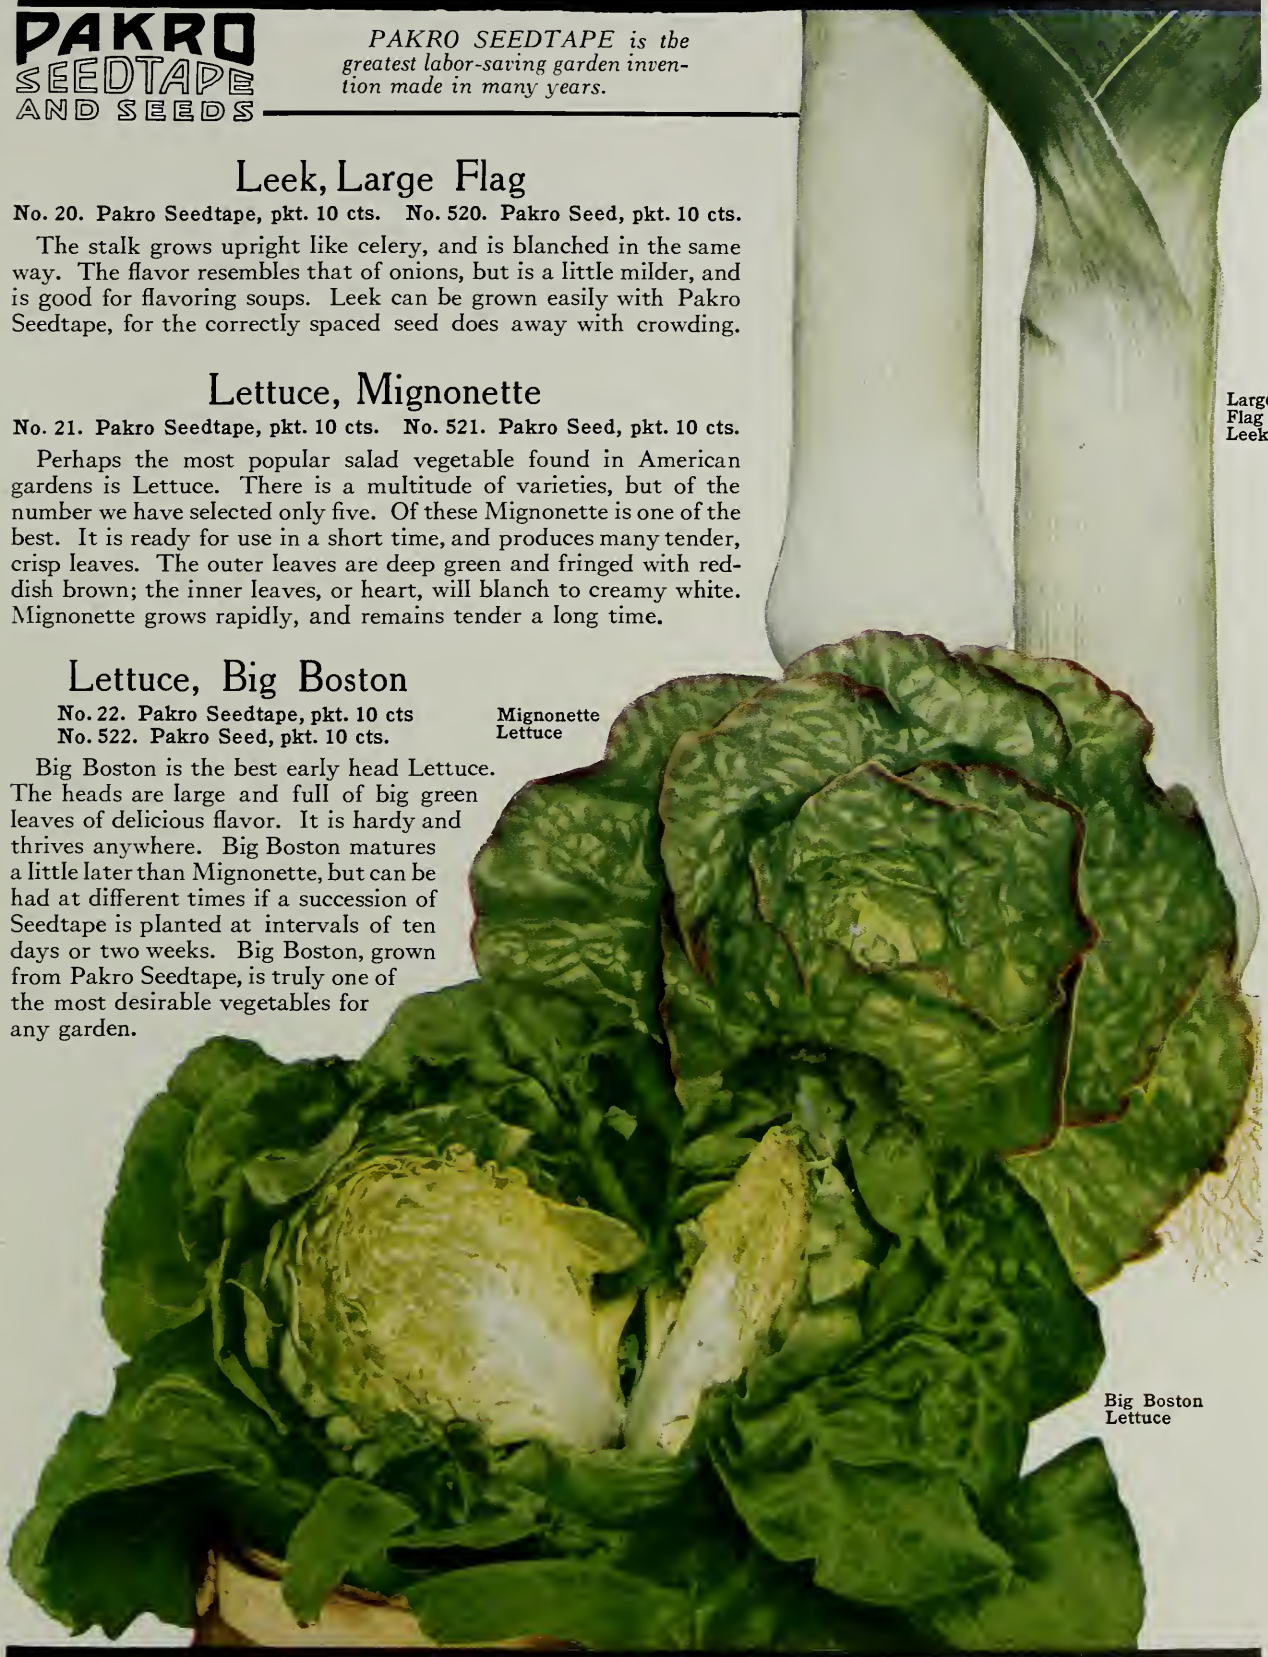 PAKRO
SEEDTAPE
AND SEEDS
PAKRO SEEDTAPE is the
greatest labor-saving garden inven-
tion made in many years.
Leek, Large Flag
No. 20. Pakro Seedtape, pkt. 10 cts. No. 520. Pakro Seed, pkt. 10 cts.
The stalk grows upright like celery, and is blanched in the same
way. The flavor resembles that of onions, but is a little milder, and
is good for flavoring soups. Leek can be grown easily with Pakro
Seedtape, for the correctly spaced seed does away with crowding.
Large
Flag
Leek
Lettuce, Mignonette
No. 21. Pakro Seedtape, pkt. 10 cts. No. 521. Pakro Seed, pkt. 10 cts.
Perhaps the most popular salad vegetable found in American
gardens is Lettuce. There is a multitude of varieties, but of the
number we have selected only five. Of these Mignonette is one of the
best. It is ready for use in a short time, and produces many tender,
crisp leaves. The outer leaves are deep green and fringed with red-
dish brown; the inner leaves, or heart, will blanch to creamy white.
Mignonette grows rapidly, and remains tender a long time.
Lettuce, Big Boston
No. 22. Pakro Seedtape, pkt. 10 cts
No. 522. Pakro Seed, pkt. 10 cts.
Mignonette
Lettuce
Big Boston is the best early head Lettuce.
The heads are large and full of big green
leaves of delicious flavor. It is hardy and
thrives anywhere. Big Boston matures
a little later than Mignonette, but can be
had at different times if a succession of
Seedtape is planted at intervals of ten
days or two weeks. Big Boston, grown
from Pakro Seedtape, is truly one of
the most desirable vegetables for
any garden.
Big Boston
Lettuce